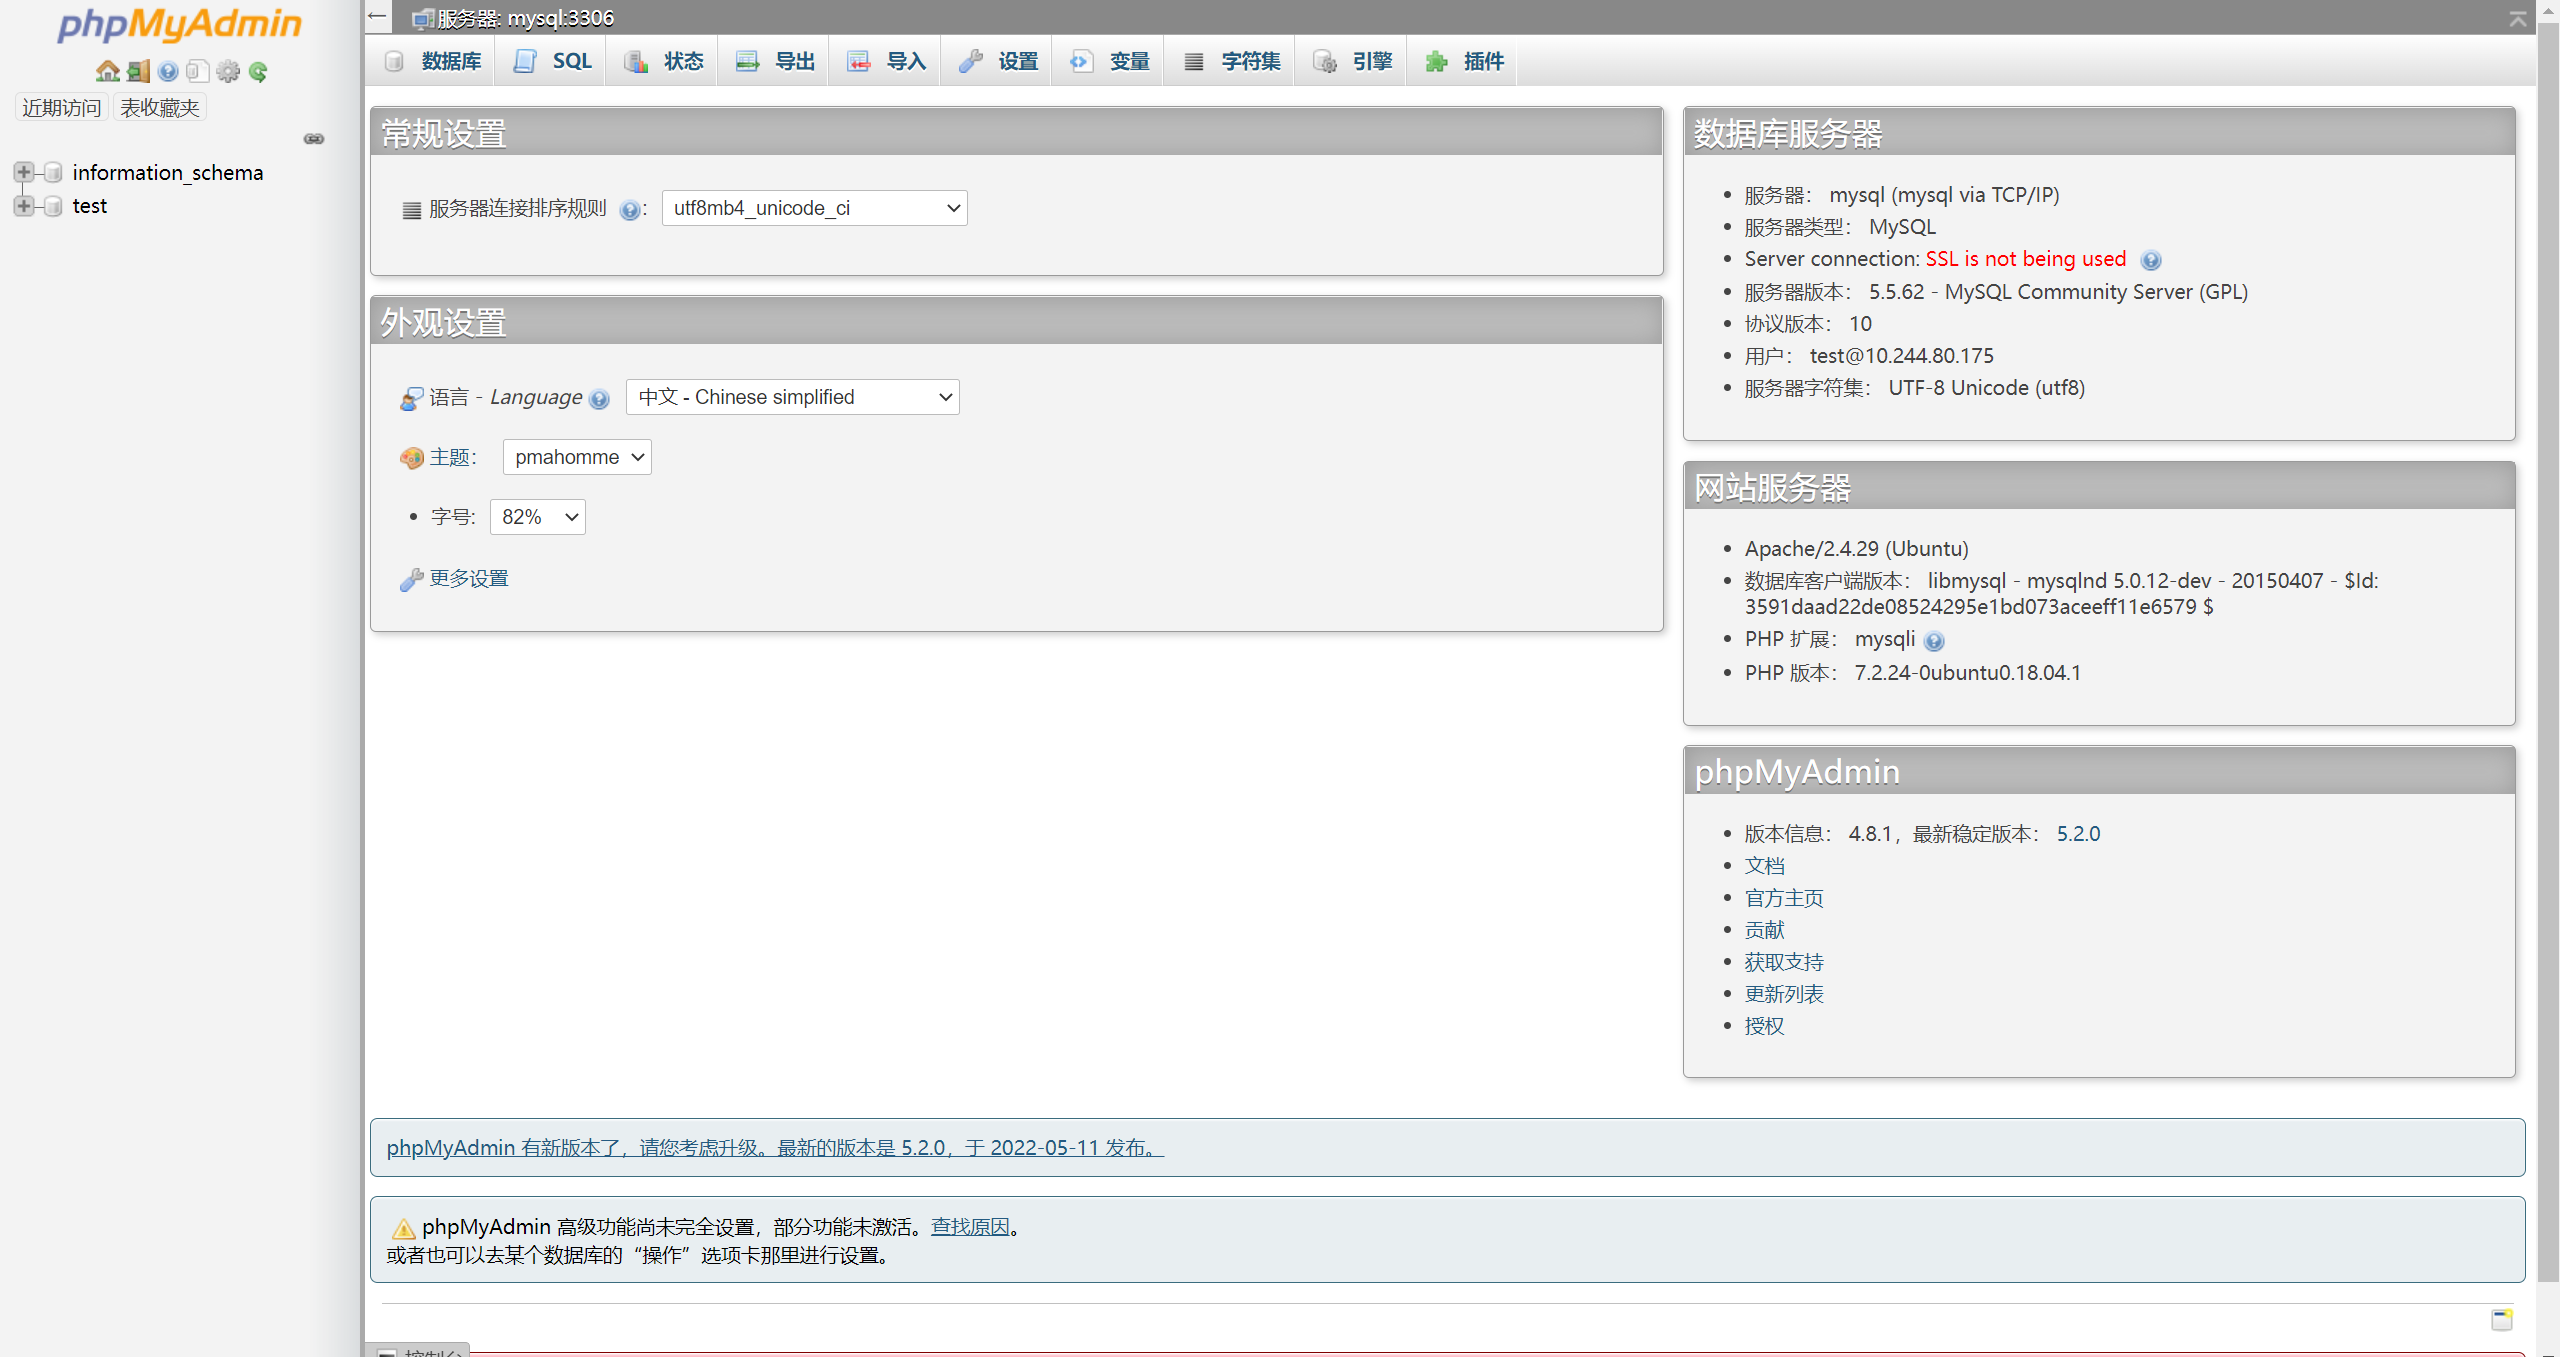 phpMyAdmin
近期访问 表收藏夹
information_schema
test
服务器: mysql:3306
数据库 SQL 状态 导出 导入 设置 变量 字符集 引擎 插件
常规设置
服务器连接排序规则 : utf8mb4_unicode_ci
外观设置
语言 - Language 中文 - Chinese simplified
主题: pmahomme
字号: 82%
更多设置
数据库服务器
服务器: mysql (mysql via TCP/IP)
服务器类型: MySQL
Server connection: SSL is not being used
服务器版本: 5.5.62 - MySQL Community Server (GPL)
协议版本: 10
用户: test@10.244.80.175
服务器字符集: UTF-8 Unicode (utf8)
网站服务器
Apache/2.4.29 (Ubuntu)
数据库客户端版本: libmysql - mysqlnd 5.0.12-dev - 20150407 - $Id:
3591daad22de08524295e1bd073aceeff11e6579 $
PHP 扩展: mysqli
PHP 版本: 7.2.24-0ubuntu0.18.04.1
phpMyAdmin
版本信息: 4.8.1，最新稳定版本: 5.2.0
文档
官方主页
贡献
获取支持
更新列表
授权
phpMyAdmin 有新版本了，请您考虑升级。最新的版本是 5.2.0，于 2022-05-11 发布。
phpMyAdmin 高级功能尚未完全设置，部分功能未激活。查找原因。
或者也可以去某个数据库的“操作”选项卡那里进行设置。